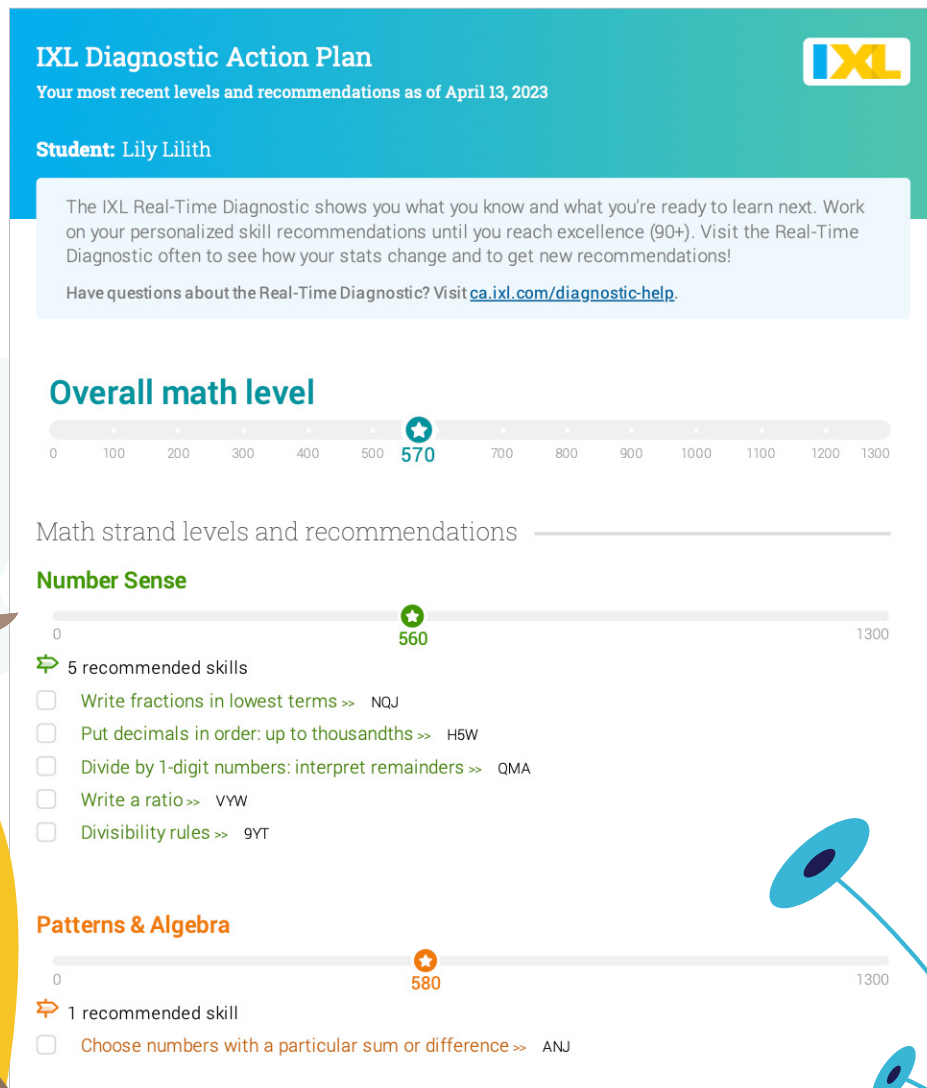 IXL Diagnostic Action Plan
IXL
Your most recent levels and recommendations as of April 13, 2023
Student: Lily Lilith
The IXL Real-Time Diagnostic shows you what you know and what you're ready to learn next. Work
on your personalized skill recommendations until you reach excellence (90+). Visit the Real-Time
Diagnostic often to see how your stats change and to get new recommendations!
Have questions about the Real-Time Diagnostic? Visit ca.ixl.com/diagnostic-help.
Overall math level
0 100 200 300 400 500 570 700 800 900 1000 1100 1200 1300
Math strand levels and recommendations
Number Sense
0 560 1300
5 recommended skills
Write fractions in lowest terms >> NQJ
Put decimals in order: up to thousandths >> H5W
Divide by 1-digit numbers: interpret remainders >> QMA
Write a ratio >> VYW
Divisibility rules >> 9YT
Patterns & Algebra
0 580 1300
1 recommended skill
Choose numbers with a particular sum or difference >> ANJ